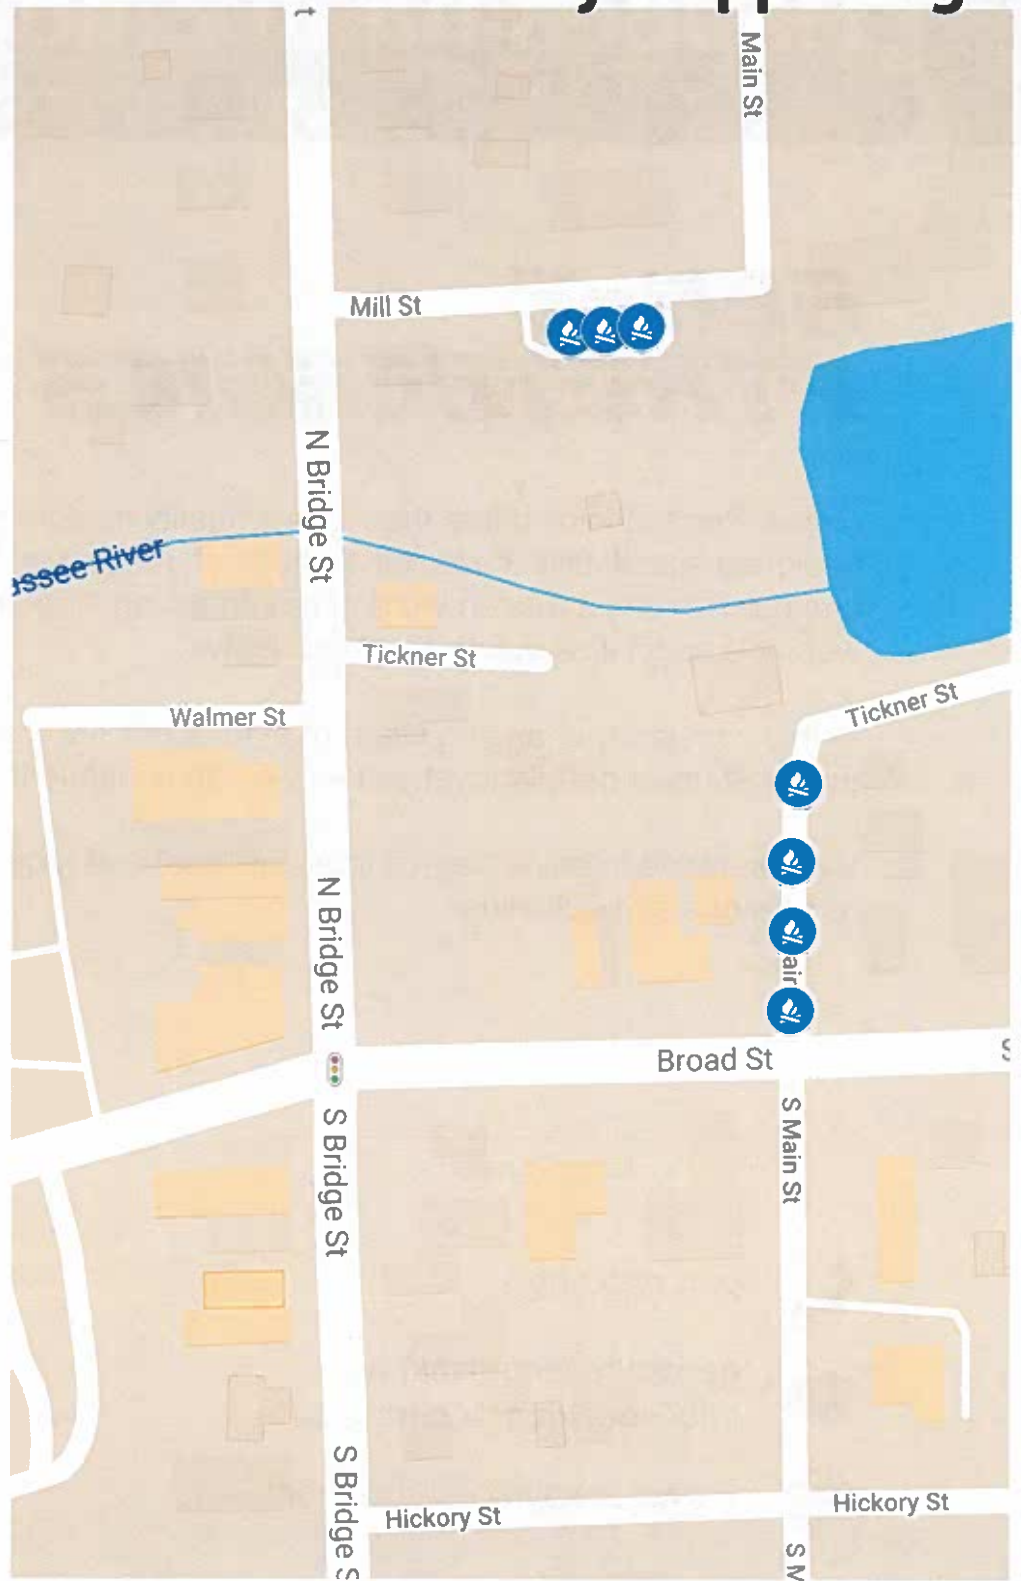 Main St
Mill St
N Bridge St
ssee River
Tickner St
Walmer St
Tickner St
N Bridge St
Broad St
S Bridge St
S Main St
S Bridge S
Hickory St
Hickory St
S M